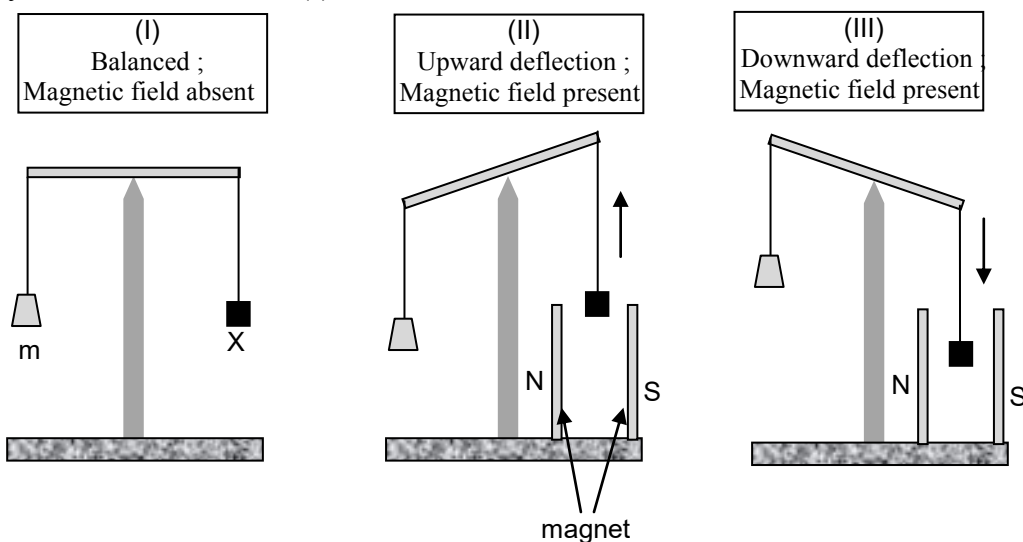 (I)
Balanced ;
Magnetic field absent
(II)
Upward deflection ;
Magnetic field present
(III)
Downward deflection ;
Magnetic field present
m
X
N
S
N
S
magnet